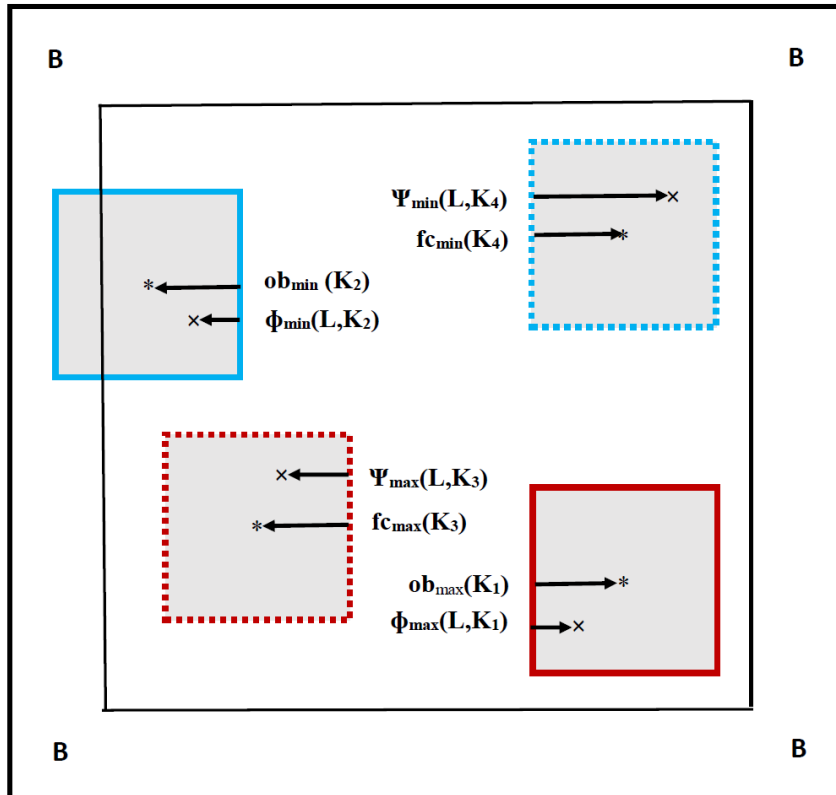 B B
Ψmin(L,K4)
fcmin(K4)
obmin (K2)
ϕmin(L,K2)
Ψmax(L,K3)
fcmax(K3)
obmax(K1)
ϕmax(L,K1)
B B